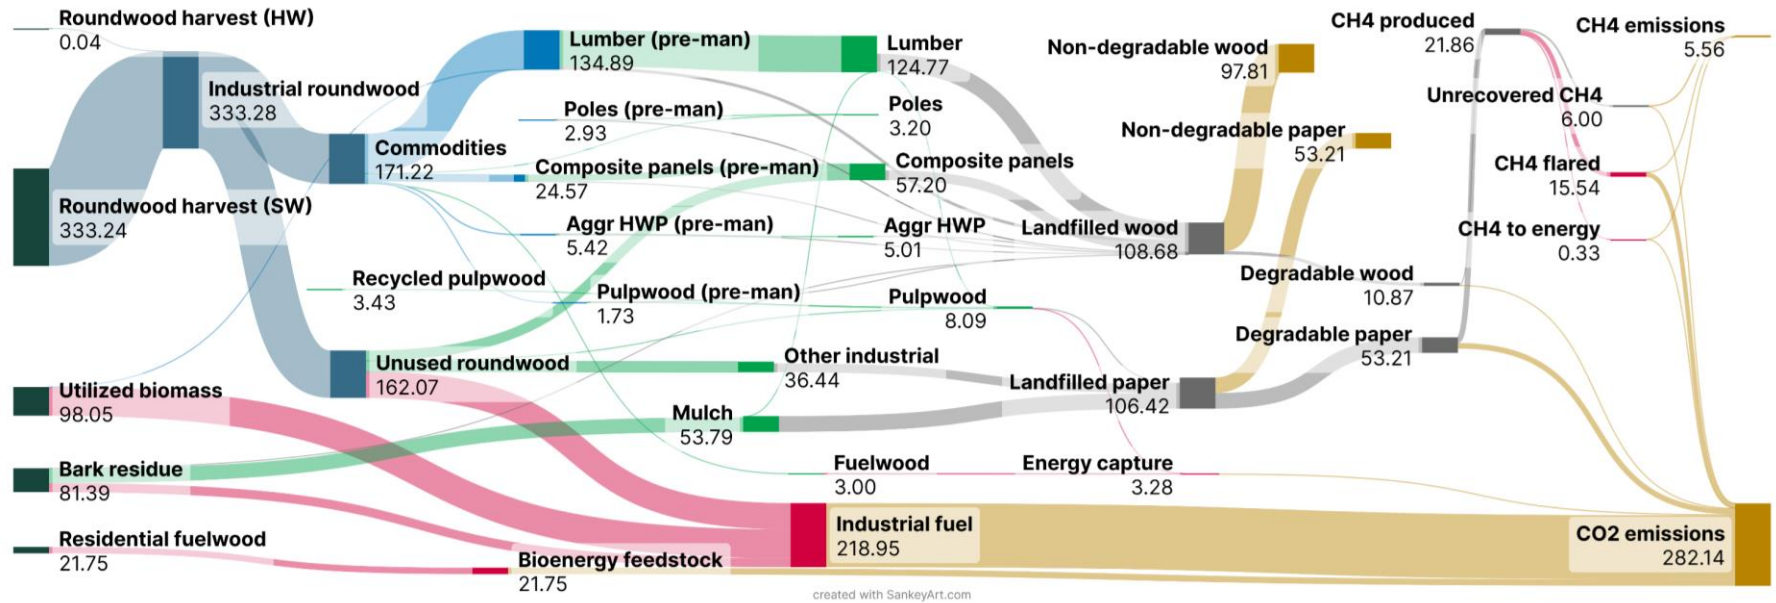 Roundwood harvest (HW)
0.04
Roundwood harvest (SW)
333.24
Utilized biomass
98.05
Bark residue
81.39
Residential fuelwood
21.75
Industrial roundwood
333.28
Commodities
171.22
Recycled pulpwood
3.43
Unused roundwood
162.07
Lumber (pre-man)
134.89
Poles (pre-man)
2.93
Composite panels (pre-man)
24.57
Aggr HWP (pre-man)
5.42
Pulpwood (pre-man)
1.73
Bioenergy feedstock
21.75
Lumber
124.77
Poles
3.20
Composite panels
57.20
Aggr HWP
5.01
Pulpwood
8.09
Other industrial
36.44
Mulch
53.79
Fuelwood
3.00
Industrial fuel
218.95
Landfilled wood
108.68
Landfilled paper
106.42
Energy capture
3.28
Non-degradable wood
97.81
Non-degradable paper
53.21
Degradable wood
10.87
Degradable paper
53.21
CH4 produced
21.86
Unrecovered CH4
6.00
CH4 flared
15.54
CH4 to energy
0.33
CH4 emissions
5.56
CO2 emissions
282.14
created with SankeyArt.com